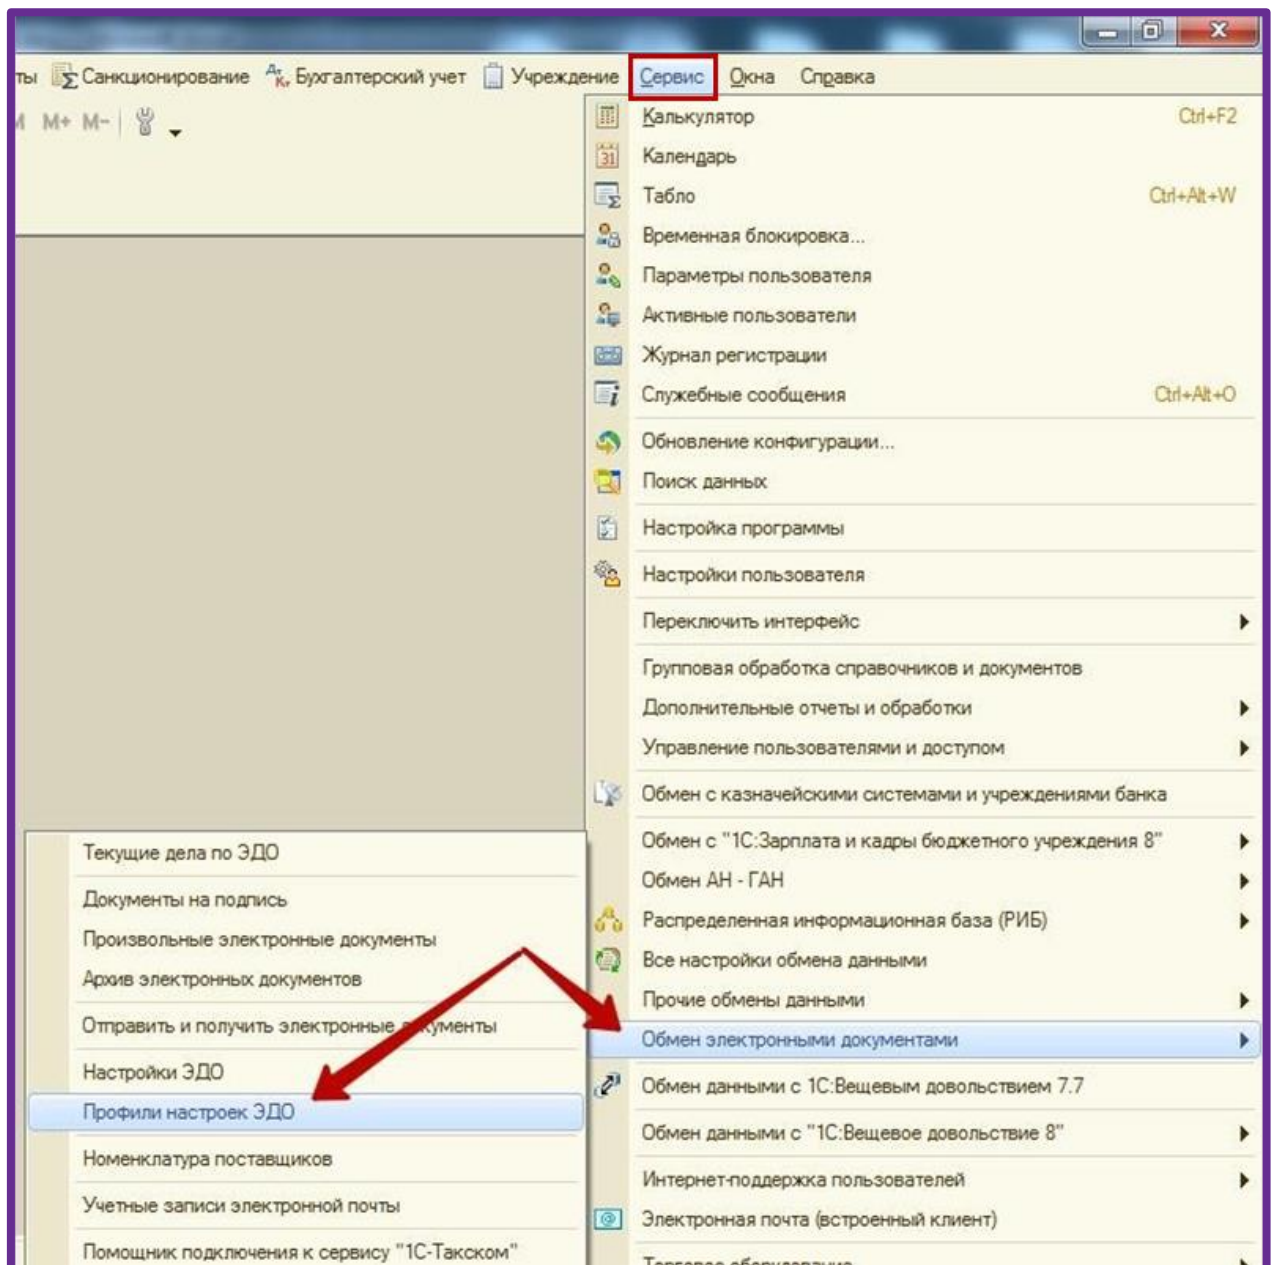 ты Санкционирование Бухгалтерский учет Учреждение Сервис Окна Справка
M+ M-
Калькулятор Ctrl+F2
31 Календарь
Табло Ctrl+Alt+W
Временная блокировка...
Параметры пользователя
Активные пользователи
Журнал регистрации
Служебные сообщения Ctrl+Alt+O
Обновление конфигурации...
Поиск данных
Настройка программы
Настройки пользователя
Переключить интерфейс
Групповая обработка справочников и документов
Дополнительные отчеты и обработки
Управление пользователями и доступом
Обмен с казначейскими системами и учреждениями банка
Обмен с "1С:Зарплата и кадры бюджетного учреждения 8"
Обмен АН - ГАН
Распределенная информационная база (РИБ)
Все настройки обмена данными
Прочие обмены данными
Обмен электронными документами
Обмен данными с 1С:Вещевым довольствием 7.7
Обмен данными с "1С:Вещевое довольствие 8"
Интернет-поддержка пользователей
Электронная почта (встроенный клиент)
Торговое оборудование
Текущие дела по ЭДО
Документы на подпись
Произвольные электронные документы
Архив электронных документов
Отправить и получить электронные документы
Настройки ЭДО
Профили настроек ЭДО
Номенклатура поставщиков
Учетные записи электронной почты
Помощник подключения к сервису "1С-Такском"